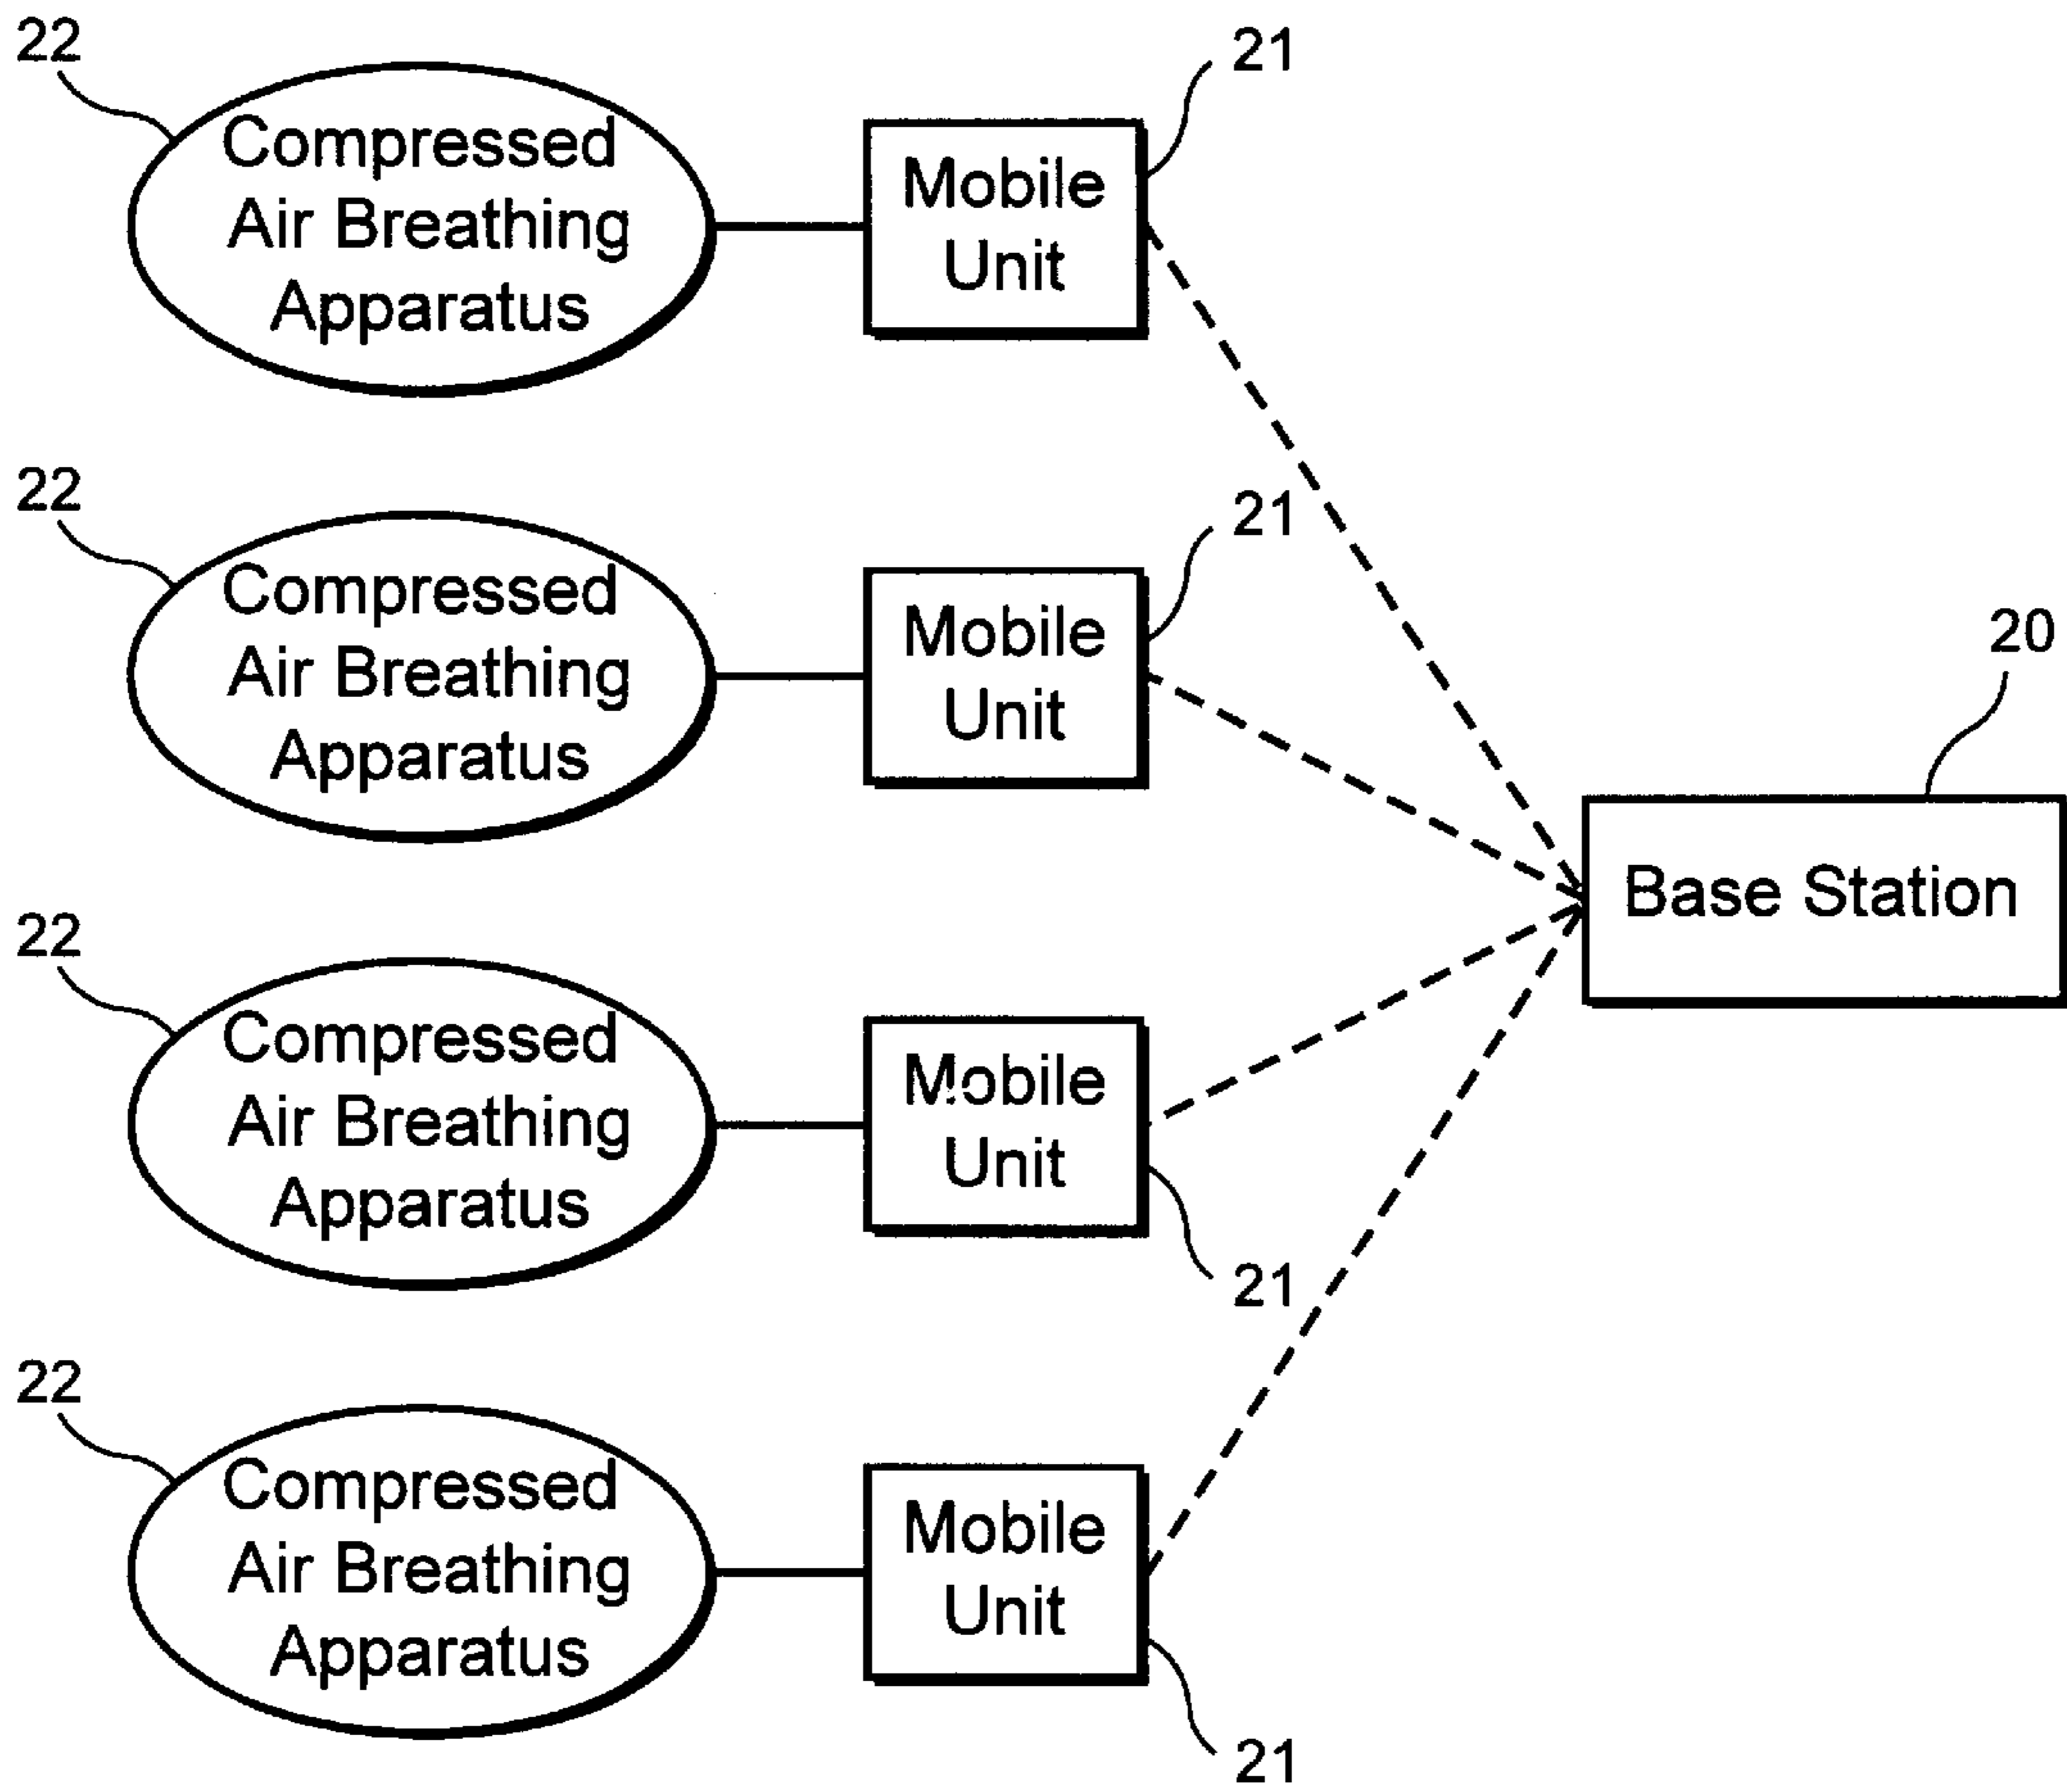 22
Compressed
Air Breathing
Apparatus
21
Mobile
Unit
22
Compressed
Air Breathing
Apparatus
21
Mobile
Unit
20
Base Station
22
Compressed
Air Breathing
Apparatus
Mobile
Unit
21
22
Compressed
Air Breathing
Apparatus
Mobile
Unit
21